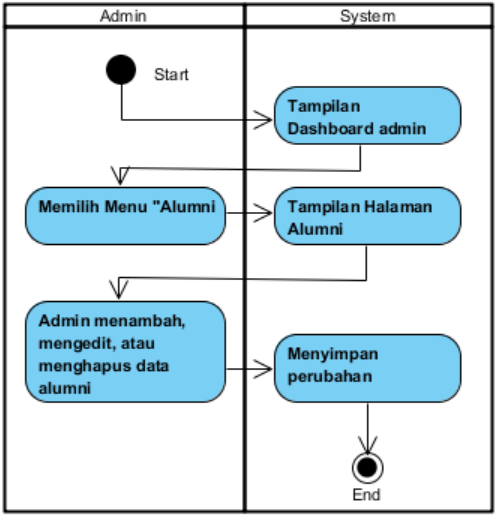 Admin
System
Start
Tampilan
Dashboard admin
Memilih Menu "Alumni
Tampilan Halaman
Alumni
Admin menambah,
mengedit, atau
menghapus data
alumni
Menyimpan
perubahan
End